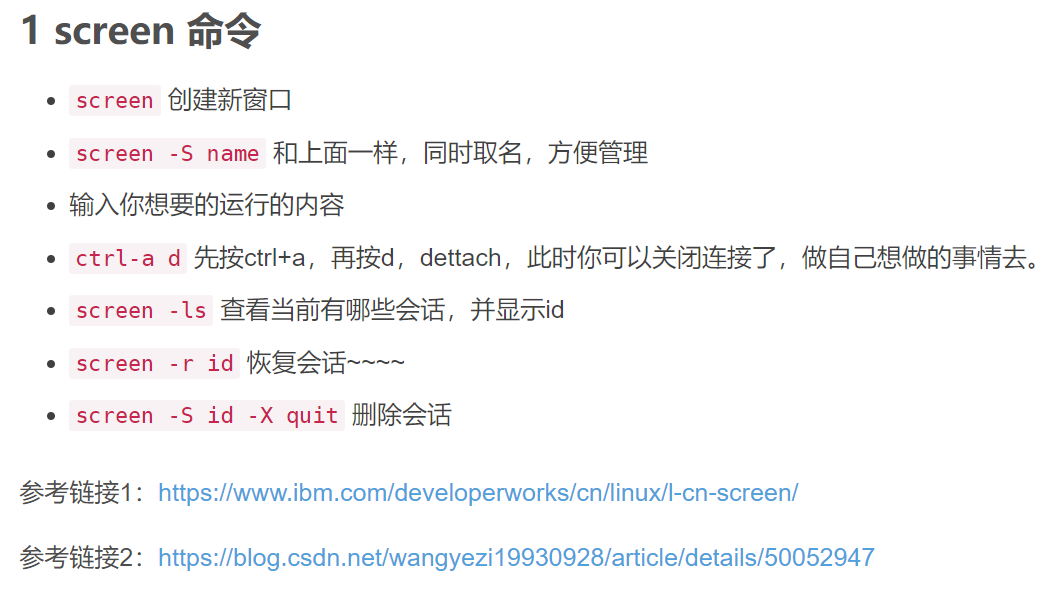 1 screen 命令
screen 创建新窗口
screen -S name 和上面一样，同时取名，方便管理
输入你想要的运行的内容
ctrl-a d 先按ctrl+a，再按d，dettach，此时你可以关闭连接了，做自己想做的事情去。
screen -ls 查看当前有哪些会话，并显示id
screen -r id 恢复会话~~~~
screen -S id -X quit 删除会话
参考链接1：https://www.ibm.com/developerworks/cn/linux/l-cn-screen/
参考链接2：https://blog.csdn.net/wangyezi19930928/article/details/50052947